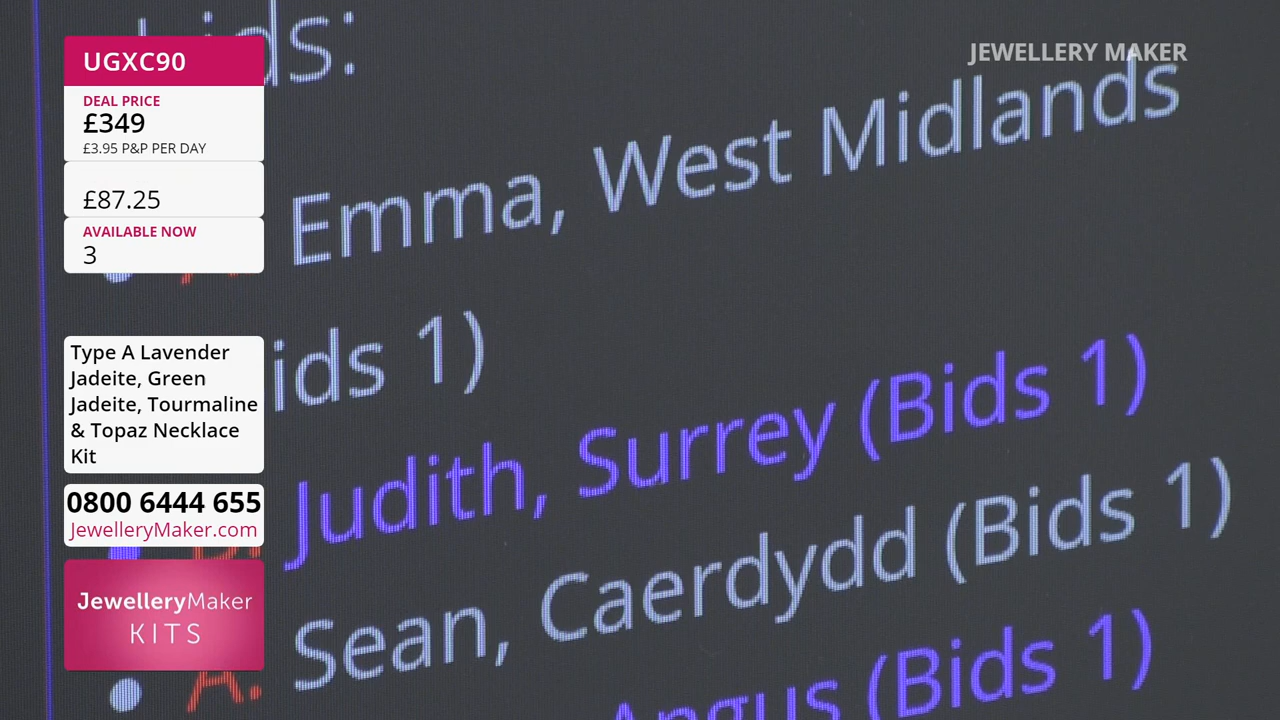 UGXC90
DEAL PRICE
£349
£3.95 P&P PER DAY
£87.25
AVAILABLE NOW
3
Type A Lavender
Jadeite, Green
Jadeite, Tourmaline
& Topaz Necklace
Kit
0800 6444 655
JewelleryMaker.com
JewelleryMaker
KITS
JEWELLERY MAKER
Emma, West Midlands
ids 1)
Judith, Surrey (Bids 1)
Sean, Caerdydd (Bids 1)
A.
Angus (Bids 1)